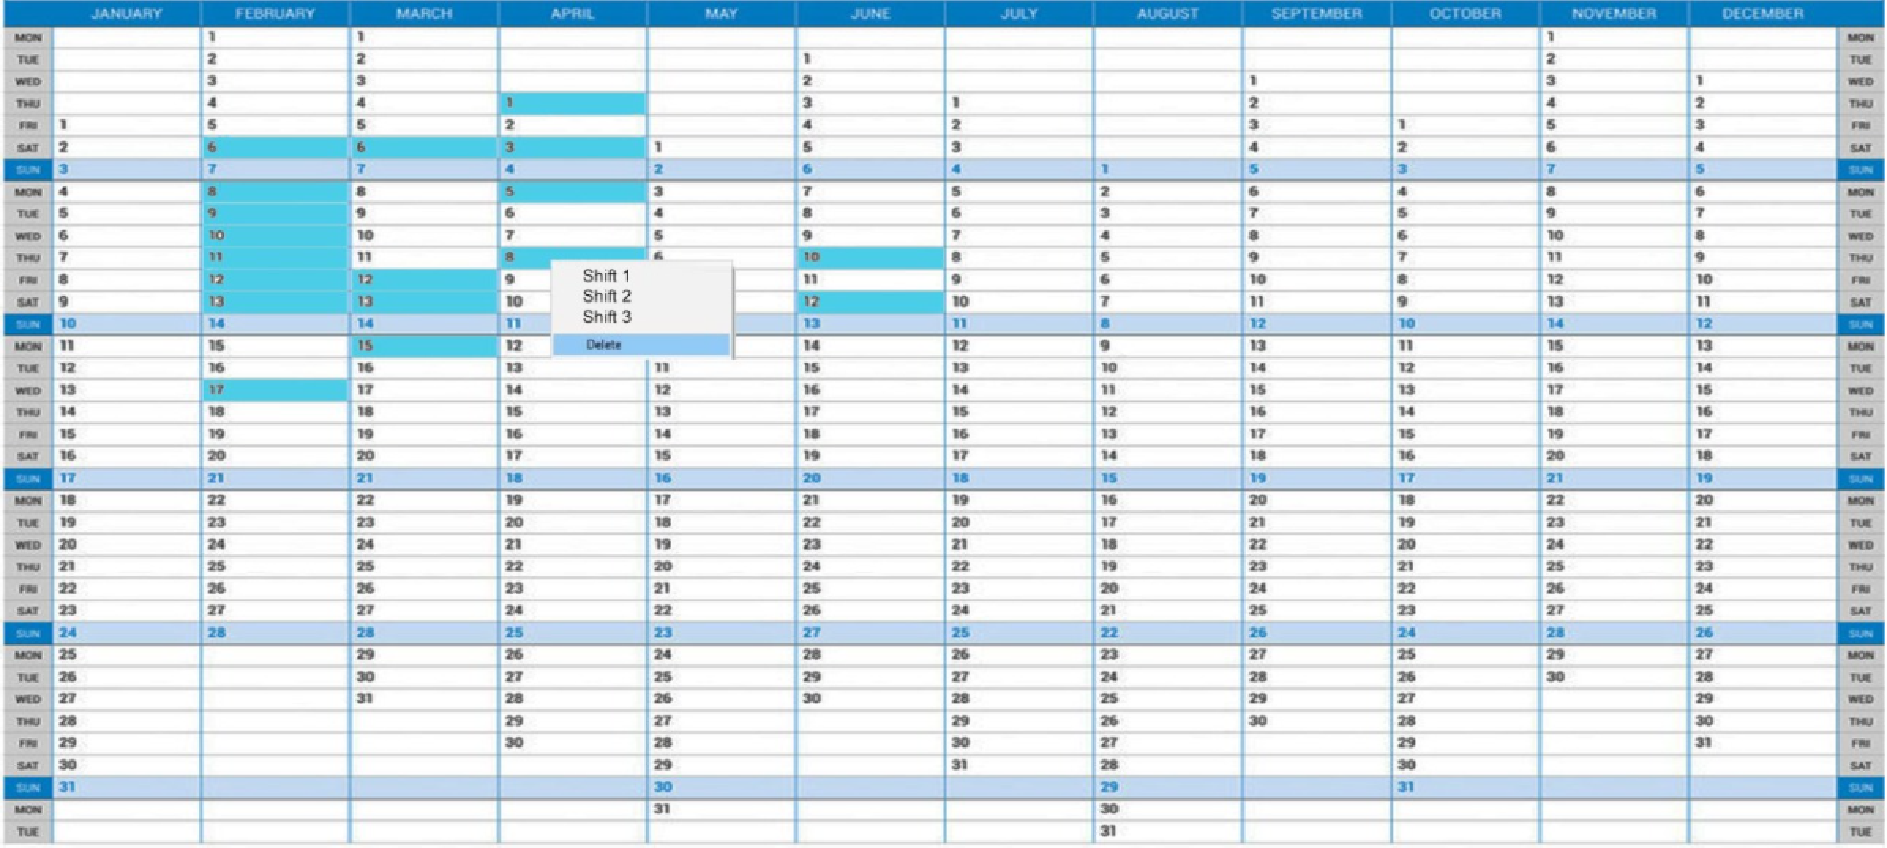 JANUARY FEBRUARY MARCH APRIL MAY JUNE JULY AUGUST SEPTEMBER OCTOBER NOVEMBER DECEMBER
MON 1 1 1 MON
TUE 2 2 1 2 TUE
WED 3 3 2 1 3 1 WED
THU 4 4 1 3 1 2 4 2 THU
FRI 1 5 5 2 4 2 3 1 5 3 FRI
SAT 2 6 6 3 1 5 3 4 2 6 4 SAT
SUN 3 7 7 4 2 6 4 1 5 3 7 5 SUN
MON 4 8 8 5 3 7 5 2 6 4 8 6 MON
TUE 5 9 9 6 4 8 6 3 7 5 9 7 TUE
WED 6 10 10 7 5 9 7 4 8 6 10 8 WED
THU 7 11 11 8 6 10 8 5 9 7 11 9 THU
FRI 8 12 12 9 Shift 1 11 9 6 10 8 12 10 FRI
SAT 9 13 13 10 Shift 2 12 10 7 11 9 13 11 SAT
Shift 3
SUN 10 14 14 11 13 11 8 12 10 14 12 SUN
MON 11 15 15 12 Delete 14 12 9 13 11 15 13 MON
TUE 12 16 16 13 11 15 13 10 14 12 16 14 TUE
WED 13 17 17 14 12 16 14 11 15 13 17 15 WED
THU 14 18 18 15 13 17 15 12 16 14 18 16 THU
FRI 15 19 19 16 14 18 16 13 17 15 19 17 FRI
SAT 16 20 20 17 15 19 17 14 18 16 20 18 SAT
SUN 17 21 21 18 16 20 18 15 19 17 21 19 SUN
MON 18 22 22 19 17 21 19 16 20 18 22 20 MON
TUE 19 23 23 20 18 22 20 17 21 19 23 21 TUE
WED 20 24 24 21 19 23 21 18 22 20 24 22 WED
THU 21 25 25 22 20 24 22 19 23 21 25 23 THU
FRI 22 26 26 23 21 25 23 20 24 22 26 24 FRI
SAT 23 27 27 24 22 26 24 21 25 23 27 25 SAT
SUN 24 28 28 25 23 27 25 22 26 24 28 26 SUN
MON 25 29 26 24 28 26 23 27 25 29 27 MON
TUE 26 30 27 25 29 27 24 28 26 30 28 TUE
WED 27 31 28 26 30 28 25 29 27 29 WED
THU 28 29 27 29 26 30 28 30 THU
FRI 29 30 28 30 27 29 31 FRI
SAT 30 29 31 28 30 SAT
SUN 31 30 29 31 SUN
MON 31 30 MON
TUE 31 TUE